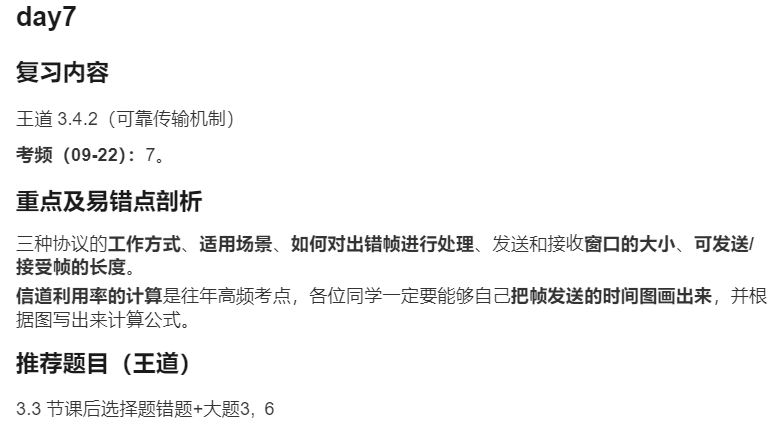 day7
复习内容
王道 3.4.2（可靠传输机制）
考频（09-22）：7。
重点及易错点剖析
三种协议的工作方式、适用场景、如何对出错帧进行处理、发送和接收窗口的大小、可发送/
接受帧的长度。
信道利用率的计算是往年高频考点，各位同学一定要能够自己把帧发送的时间图画出来，并根
据图写出来计算公式。
推荐题目（王道）
3.3 节课后选择题错题+大题3，6